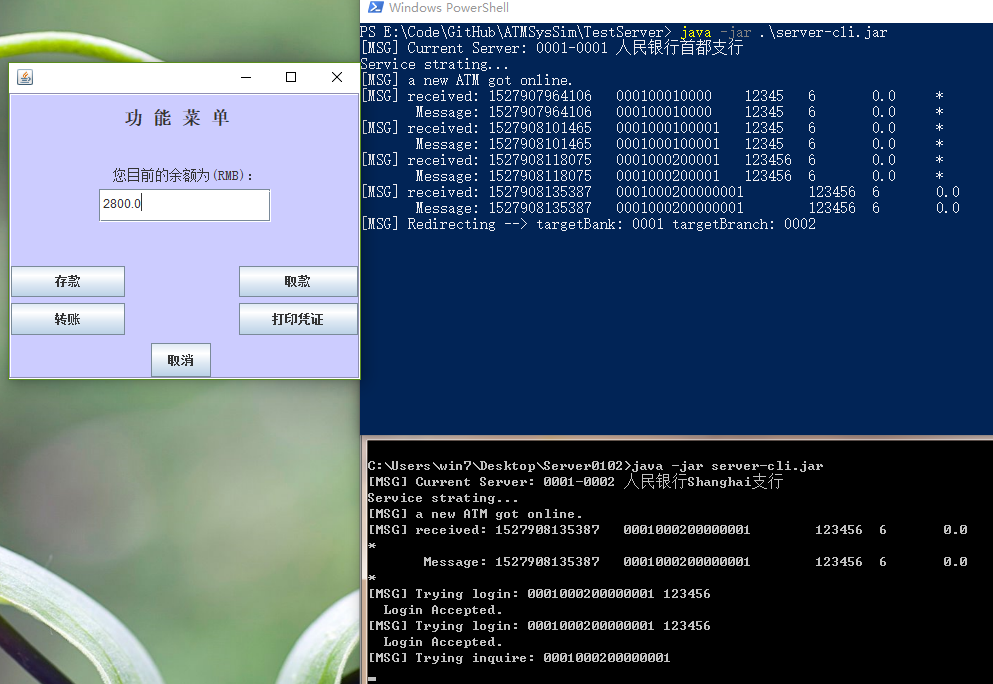 功 能 菜 单
您目前的余额为(RMB):
2800.0
存款
取款
转账
打印凭证
取消
Windows PowerShell
PS E:\Code\GitHub\ATMSysSim\TestServer> java -jar .\server-cli.jar
[MSG] Current Server: 0001-0001 人民银行首都支行
Service strating...
[MSG] a new ATM got online.
[MSG] received: 1527907964106 000100010000 12345 6 0.0 *
Message: 1527907964106 000100010000 12345 6 0.0 *
[MSG] received: 1527908101465 0001000100001 12345 6 0.0 *
Message: 1527908101465 0001000100001 12345 6 0.0 *
[MSG] received: 1527908118075 0001000200001 123456 6 0.0 *
Message: 1527908118075 0001000200001 123456 6 0.0 *
[MSG] received: 1527908135387 0001000200000001 123456 6 0.0
Message: 1527908135387 0001000200000001 123456 6 0.0
[MSG] Redirecting --> targetBank: 0001 targetBranch: 0002
C:\Users\win7\Desktop\Server0102>java -jar server-cli.jar
[MSG] Current Server: 0001-0002 人民银行Shanghai支行
Service strating...
[MSG] a new ATM got online.
[MSG] received: 1527908135387 0001000200000001 123456 6 0.0
*
Message: 1527908135387 0001000200000001 123456 6 0.0
*
[MSG] Trying login: 0001000200000001 123456
Login Accepted.
[MSG] Trying login: 0001000200000001 123456
Login Accepted.
[MSG] Trying inquire: 0001000200000001